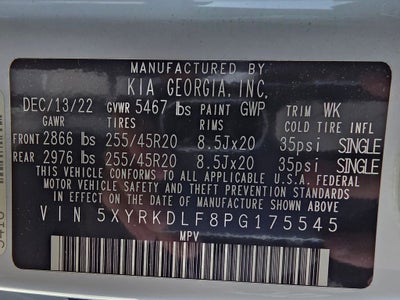 MANUFACTURED BY
KIA GEORGIA, INC.
DEC/13/22 GVWR 5467 lbs PAINT GWP TRIM WK
GAWR TIRES RIMS COLD TIRE INFL
FRONT 2866 lbs 255/45R20 8.5Jx20 35psi SINGLE
REAR 2976 lbs 255/45R20 8.5Jx20 35psi SINGLE
THIS VEHICLE CONFORMS TO ALL APPLICABLE U.S. FEDERAL
MOTOR VEHICLE SAFETY AND THEFT PREVENTION STANDARDS
IN EFFECT ON THE DATE OF MANUFACTURE SHOWN ABOVE.
VIN 5XYRKDLF8PG175545
MPV